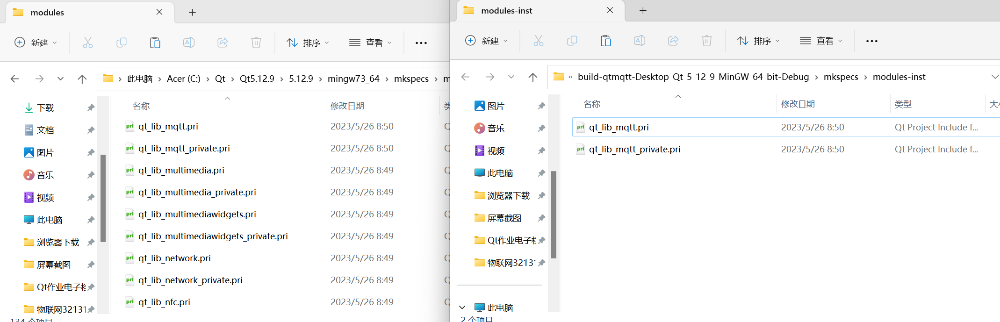 modules
新建
排序
查看
此电脑 Acer (C:) Qt Qt5.12.9 5.12.9 mingw73_64 mkspecs
下载
文档
图片
音乐
视频
此电脑
浏览器下载
屏幕截图
Qt作业电子
物联网32131
名称 修改日期
qt_lib_mqtt.pri 2023/5/26 8:50
qt_lib_mqtt_private.pri 2023/5/26 8:50
qt_lib_multimedia.pri 2023/5/26 8:49
qt_lib_multimedia_private.pri 2023/5/26 8:49
qt_lib_multimediawidgets.pri 2023/5/26 8:49
qt_lib_multimediawidgets_private.pri 2023/5/26 8:49
qt_lib_network.pri 2023/5/26 8:49
qt_lib_network_private.pri 2023/5/26 8:49
qt_lib_nfc.pri 2023/5/26 8:49
134 个项目
modules-inst
新建
排序
查看
« build-qtmqtt-Desktop_Qt_5_12_9_MinGW_64_bit-Debug mkspecs modules-inst
图片
音乐
视频
此电脑
浏览器下载
屏幕截图
Qt作业电子
物联网32131
此电脑
名称 修改日期 类型
qt_lib_mqtt.pri 2023/5/26 8:50 Qt Project Include f...
qt_lib_mqtt_private.pri 2023/5/26 8:50 Qt Project Include f...
2 个项目